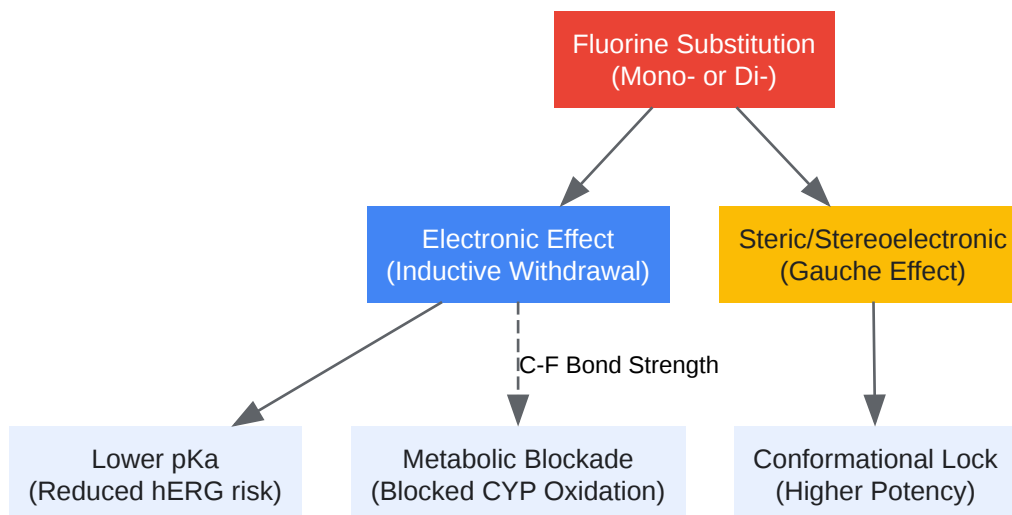 Fluorine Substitution
(Mono- or Di-)
Electronic Effect
(Inductive Withdrawal)
Steric/Stereoelectronic
(Gauche Effect)
C-F Bond Strength
Lower pKa
(Reduced hERG risk)
Metabolic Blockade
(Blocked CYP Oxidation)
Conformational Lock
(Higher Potency)